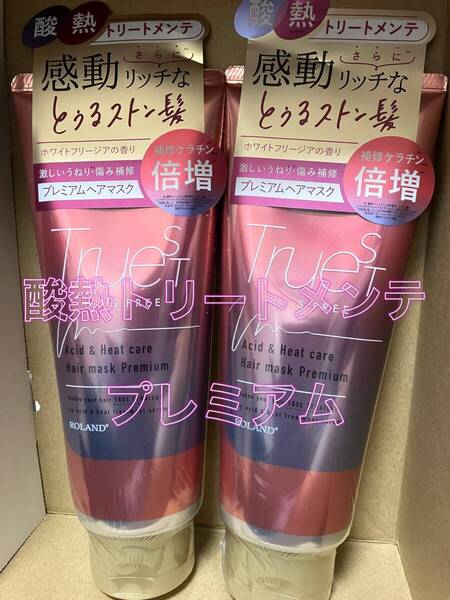 酸 熱 トリートメンテ
さらに
感動リッチな
とぅるストン髪
ホワイトフリージアの香り
激しいうねり・傷み補修
プレミアムヘアマスク
補修ケラチン
倍増
True
ST
S FREE
Acid & Heat care
Hair mask Premium
ROLAND®
酸 熱 トリートメンテ
さらに
感動リッチな
とぅるストン髪
ホワイトフリージアの香り
激しいうねり・傷み補修
プレミアムヘアマスク
補修ケラチン
倍増
True
ST
S FREE
Acid & Heat care
Hair mask Premium
ROLAND®
酸熱トリートメンテ
プレミアム